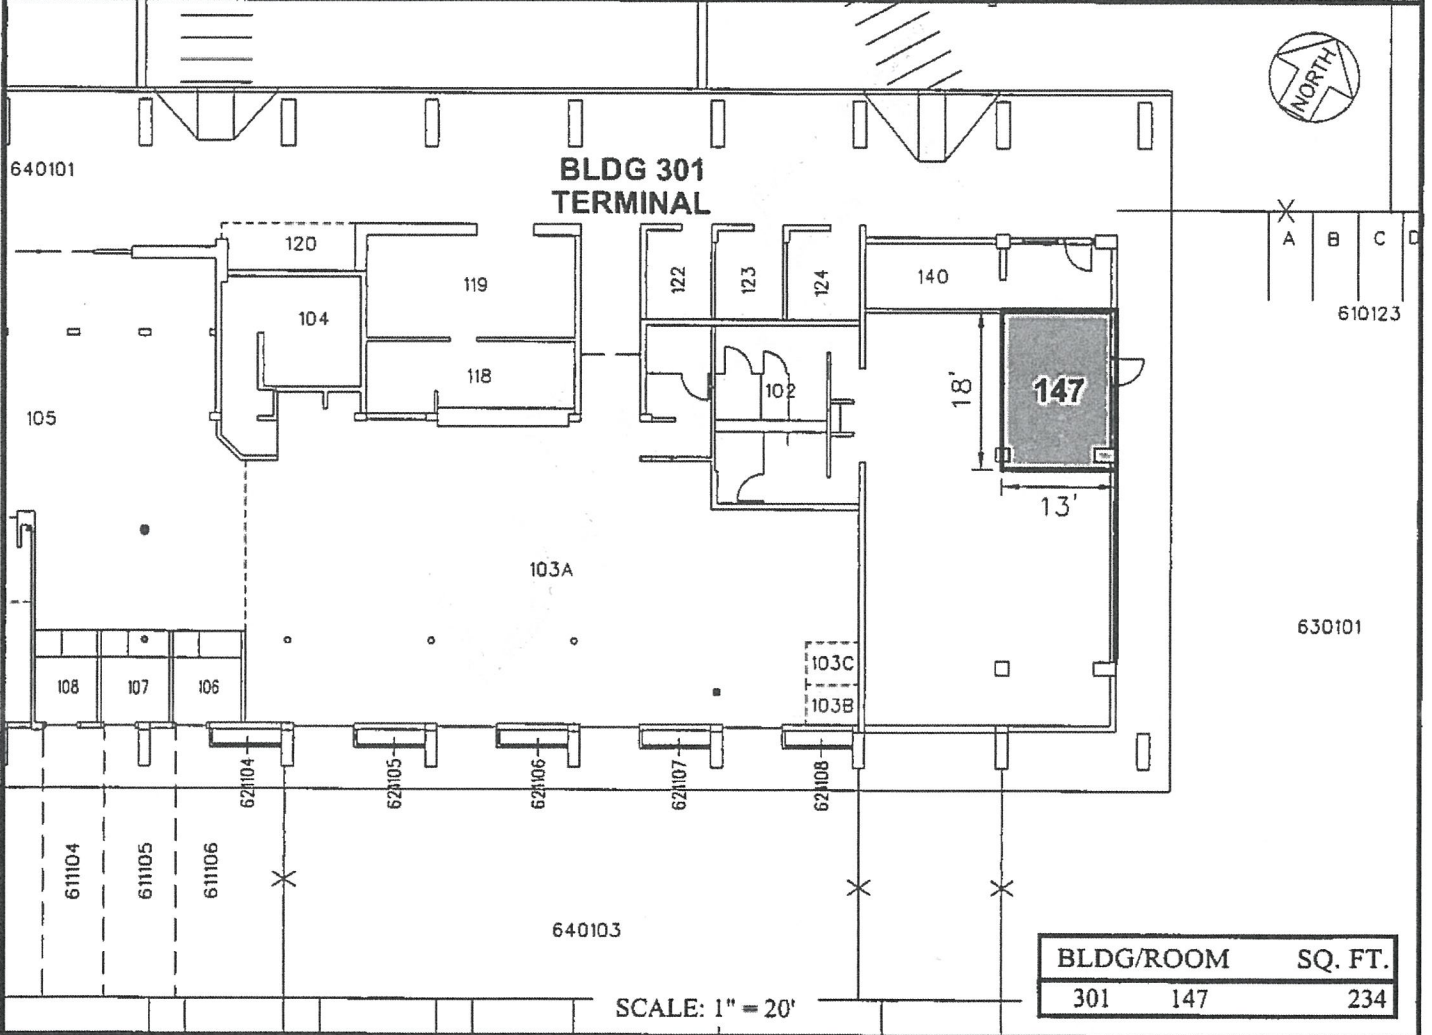 NORTH
640101
BLDG 301
TERMINAL
A B C D
120
119
122
123
124
140
104
610123
118
102
18'
147
105
13'
103A
630101
103C
108 107 106
103B
621104
621105
621106
621107
621108
611104
611105
611106
640103
BLDG/ROOM SQ. FT.
301 147 234
SCALE: 1" = 20'